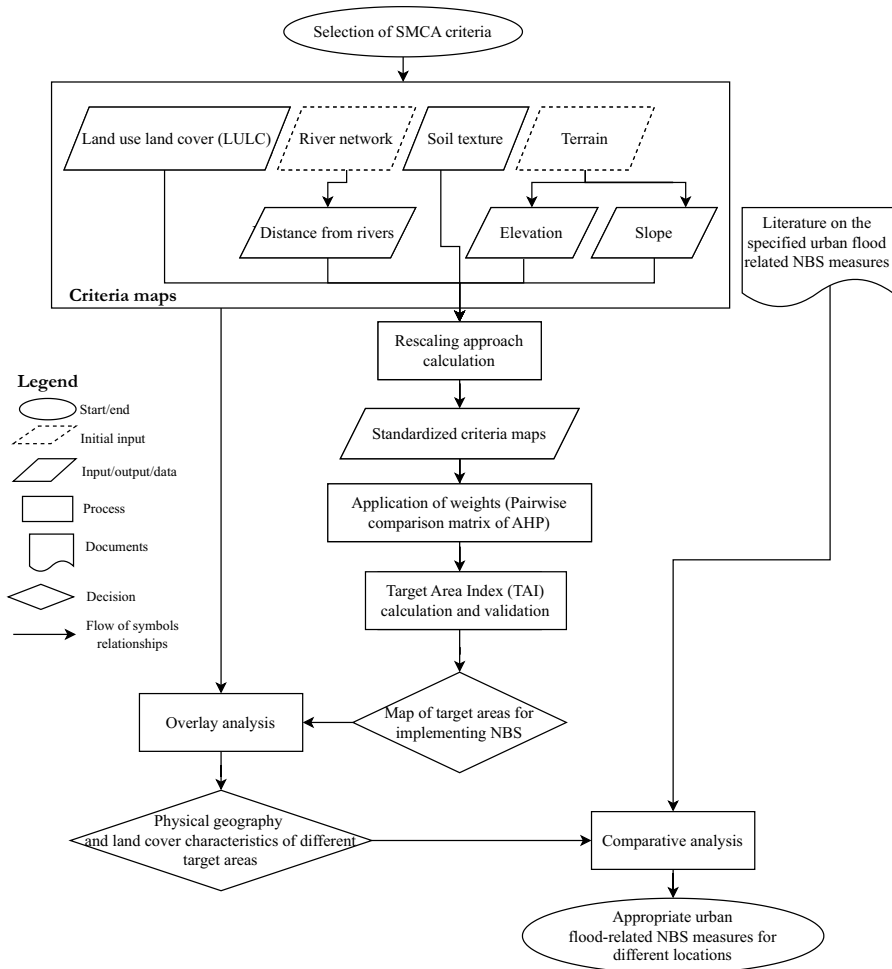 Selection of SMCA criteria
Land use land cover (LULC)
River network
Soil texture
Terrain
Distance from rivers
Elevation
Slope
Criteria maps
Literature on the
specified urban flood
related NBS measures
Rescaling approach
calculation
Legend
Start/end
Initial input
Input/output/data
Process
Documents
Decision
Flow of symbols
relationships
Standardized criteria maps
Application of weights (Pairwise
comparison matrix of AHP)
Target Area Index (TAI)
calculation and validation
Map of target areas for
implementing NBS
Overlay analysis
Physical geography
and land cover characteristics of different
target areas
Comparative analysis
Appropriate urban
flood-related NBS measures for
different locations